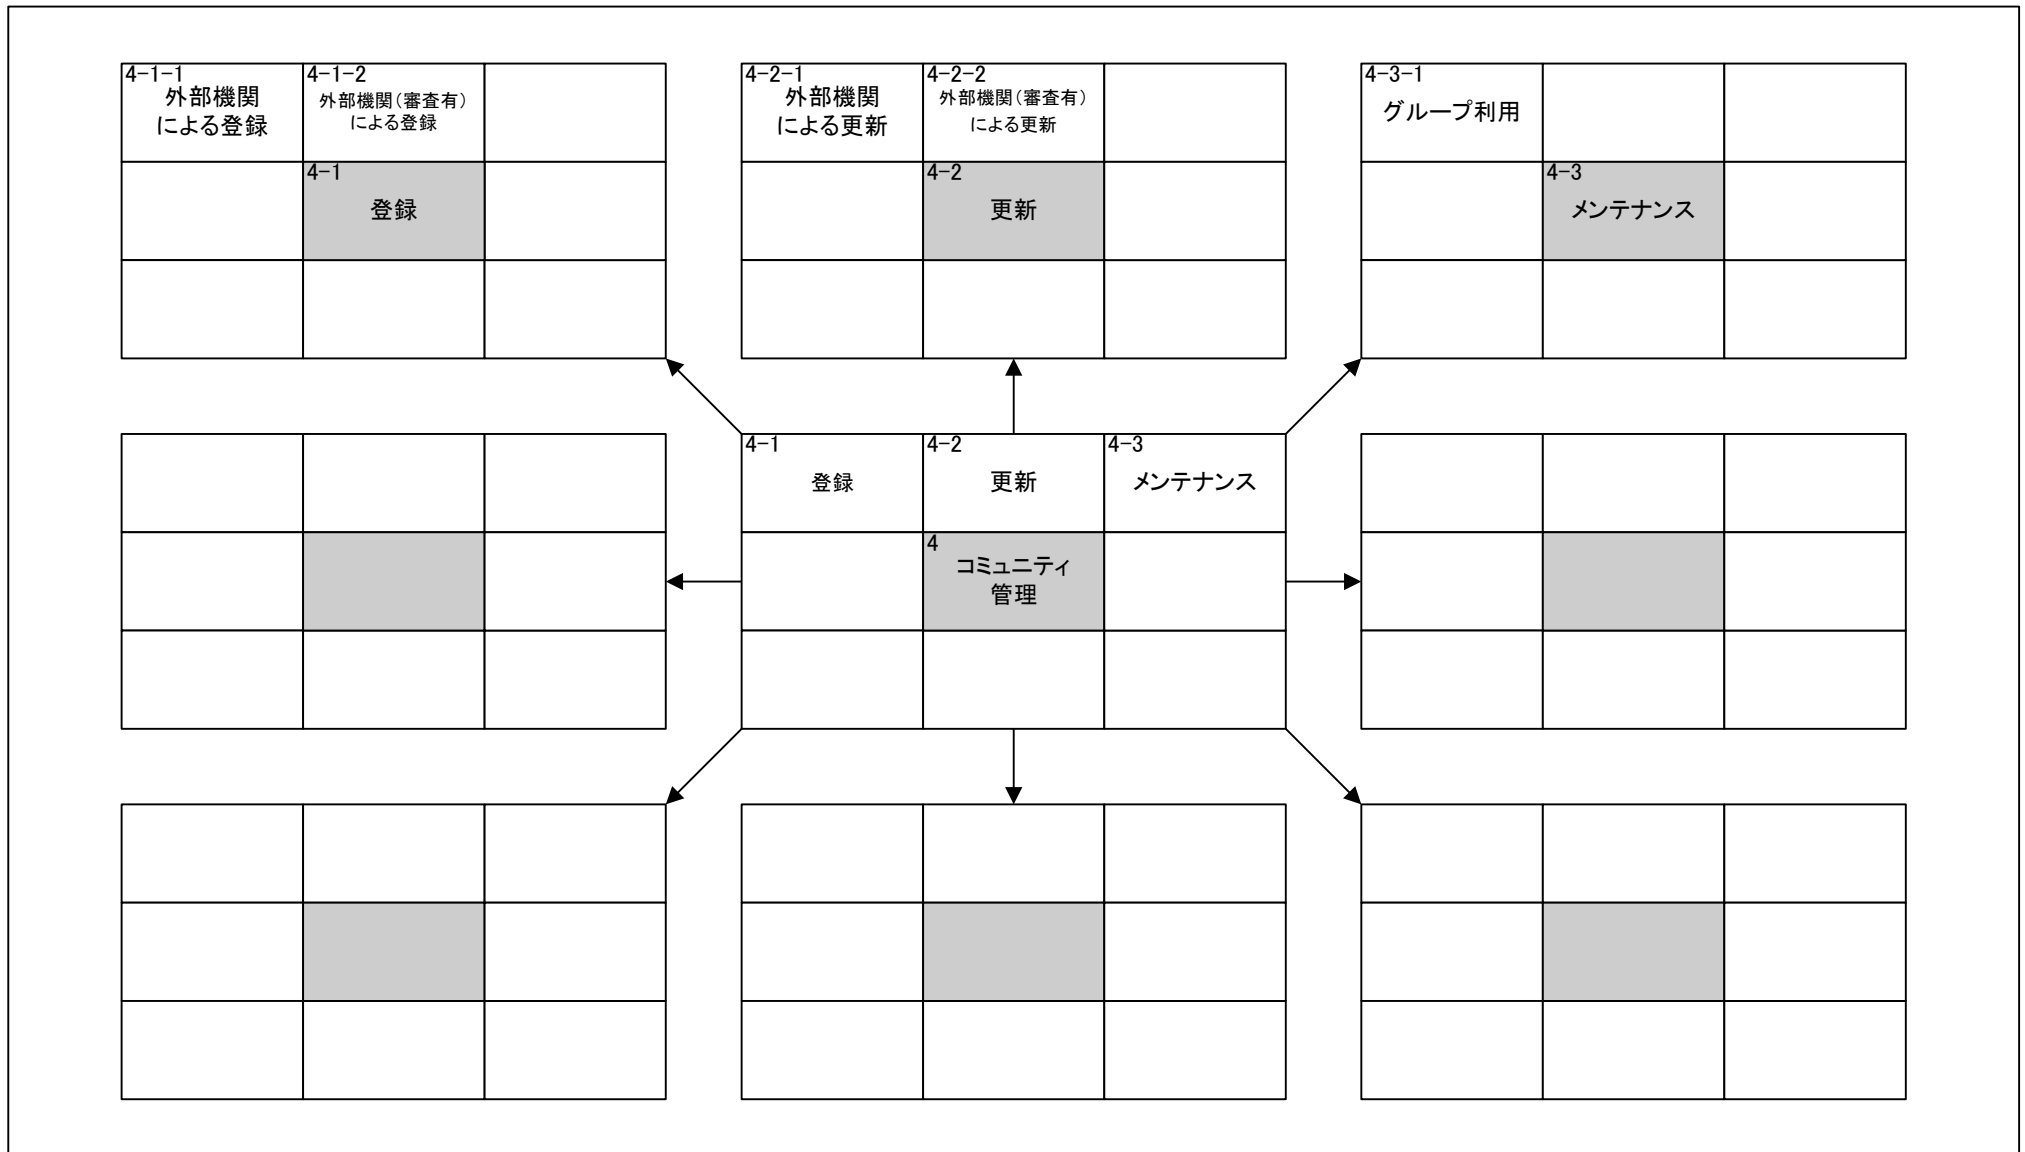 4-1-1
外部機関
による登録
4-1-2
外部機関(審査有)
による登録
4-1
登録
4-2-1
外部機関
による更新
4-2-2
外部機関(審査有)
による更新
4-2
更新
4-3-1
グループ利用
4-3
メンテナンス
4-1
登録
4-2
更新
4-3
メンテナンス
4
コミュニティ
管理